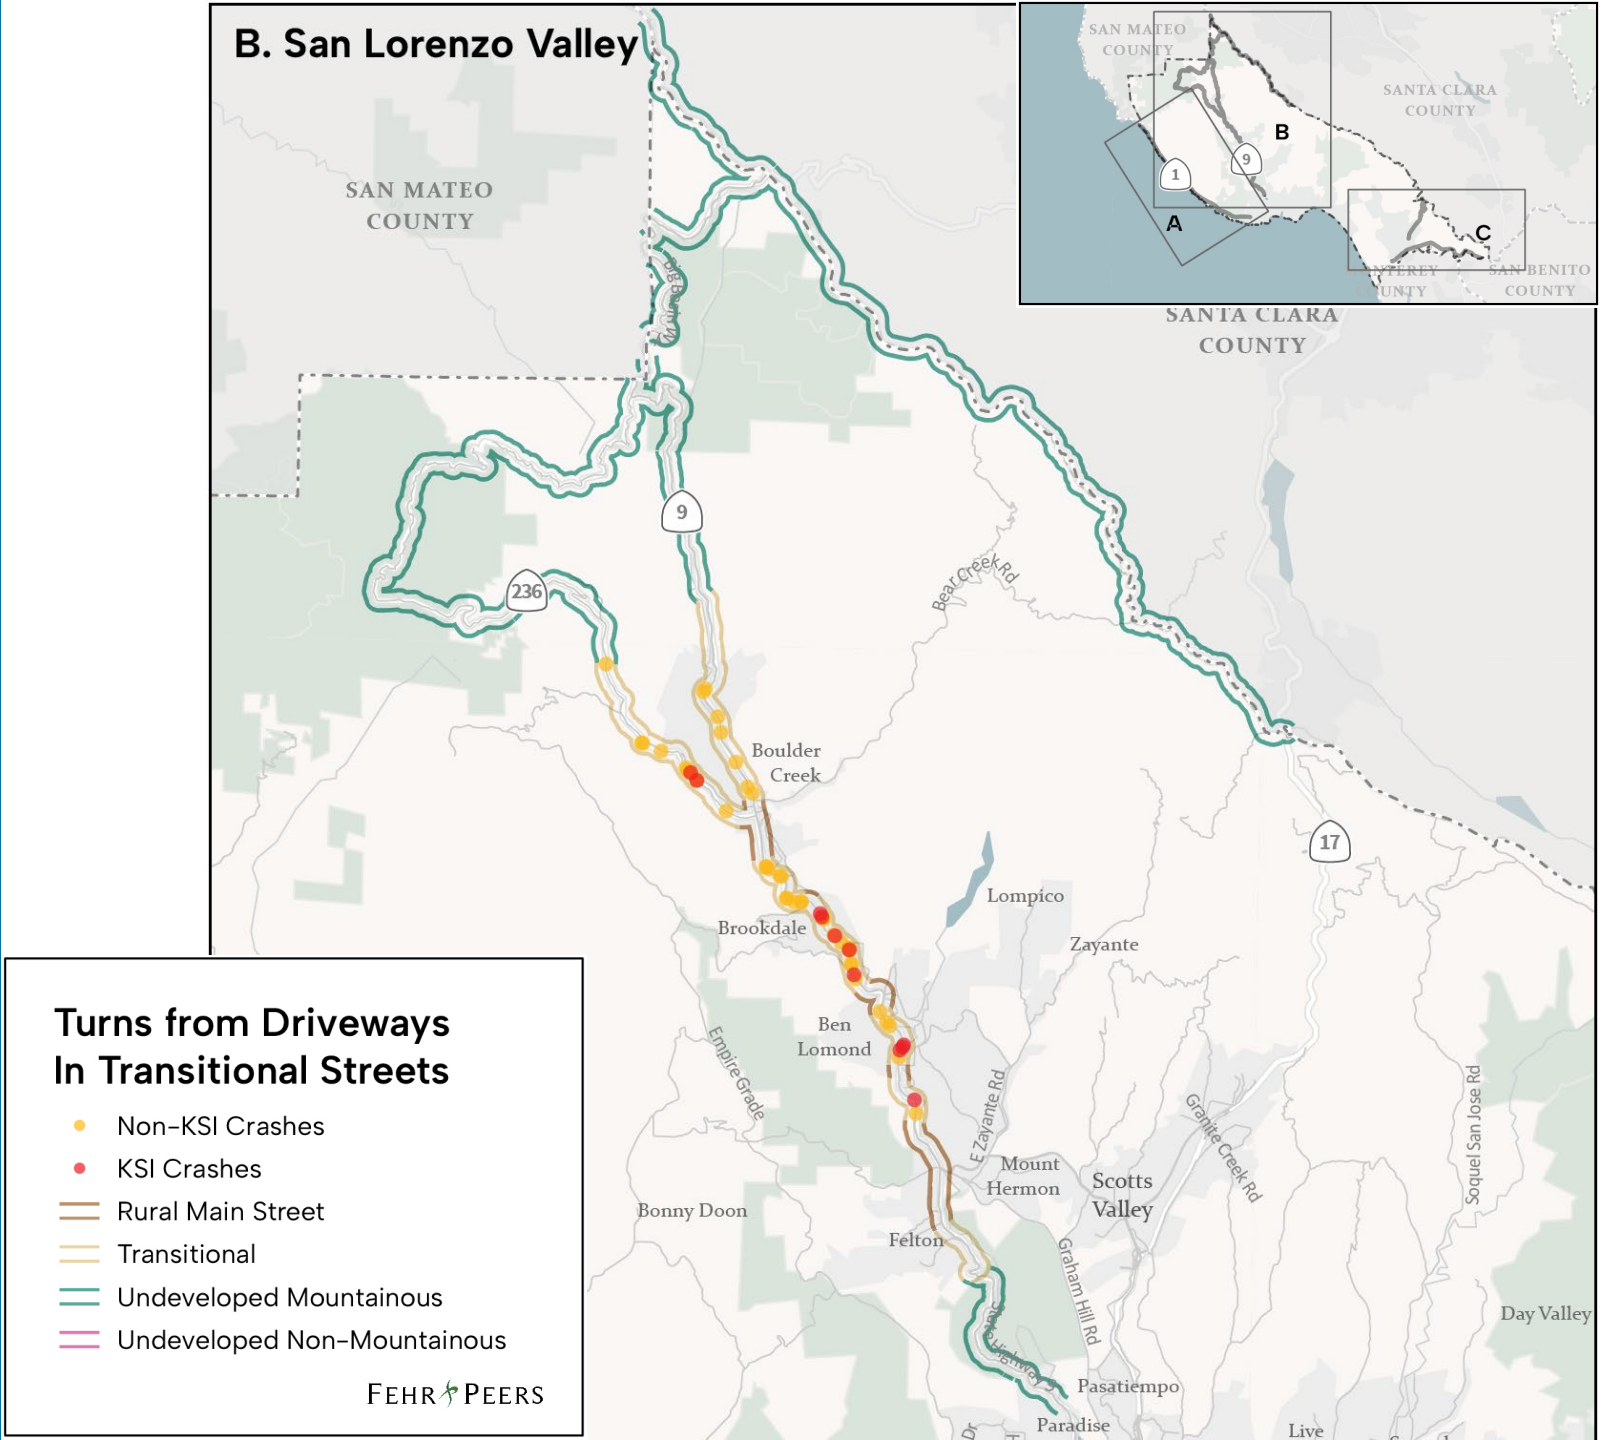 B. San Lorenzo Valley
SAN MATEO
COUNTY
SAN MATEO
COUNTY
SANTA CLARA
COUNTY
B
9
1
A
C
SAN BENITO
COUNTY
SANTA CLARA
COUNTY
9
236
Bear Creek Rd
Boulder
Creek
17
Lompico
Brookdale
Zayante
Ben
Lomond
Empire Grade
E Zayante Rd
Granite Creek Rd
Soquel San Jose Rd
Mount
Hermon
Scotts
Valley
Bonny Doon
Felton
Graham Hill Rd
Day Valley
Highway 9
Pasatiempo
Paradise
Dr
Live
Turns from Driveways
In Transitional Streets
Non-KSI Crashes
KSI Crashes
Rural Main Street
Transitional
Undeveloped Mountainous
Undeveloped Non-Mountainous
FEHR PEERS